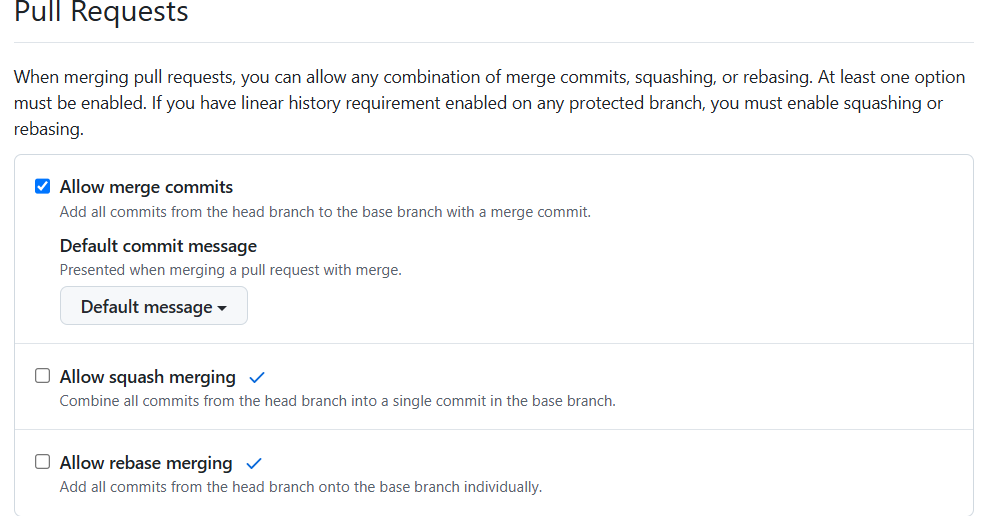 Pull Requests
When merging pull requests, you can allow any combination of merge commits, squashing, or rebasing. At least one option
must be enabled. If you have linear history requirement enabled on any protected branch, you must enable squashing or
rebasing.
Allow merge commits
Add all commits from the head branch to the base branch with a merge commit.
Default commit message
Presented when merging a pull request with merge.
Default message
Allow squash merging
Combine all commits from the head branch into a single commit in the base branch.
Allow rebase merging
Add all commits from the head branch onto the base branch individually.